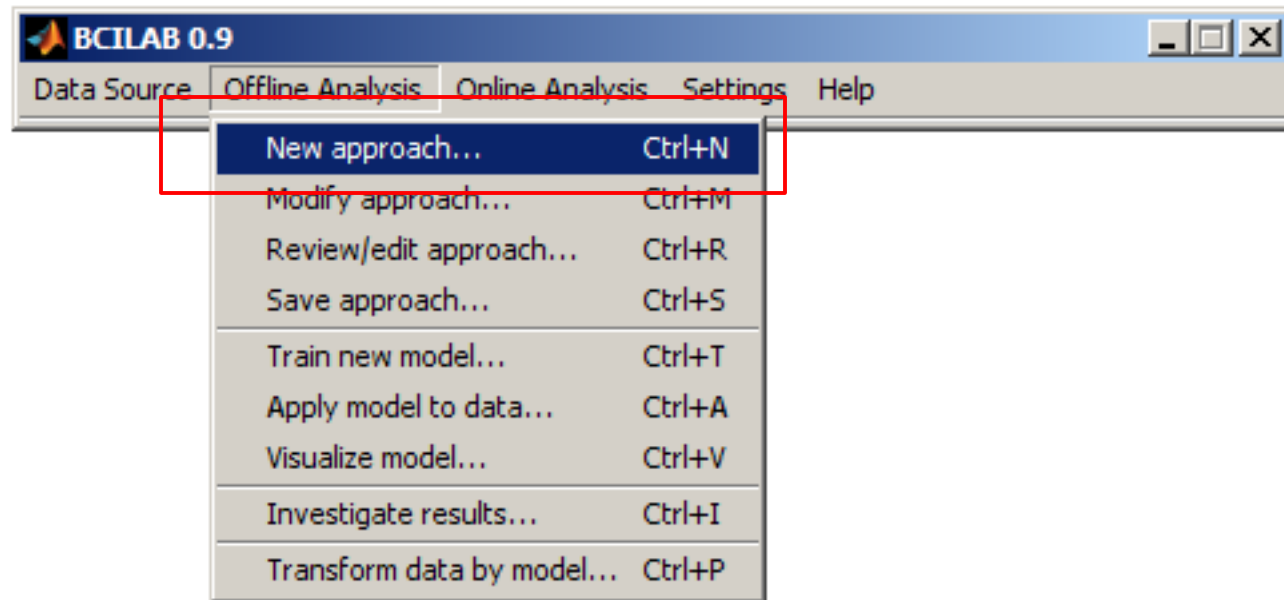 BCILAB 0.9
Data Source Offline Analysis Online Analysis Settings Help
New approach... Ctrl+N
Modify approach... Ctrl+M
Review/edit approach... Ctrl+R
Save approach... Ctrl+S
Train new model... Ctrl+T
Apply model to data... Ctrl+A
Visualize model... Ctrl+V
Investigate results... Ctrl+I
Transform data by model... Ctrl+P